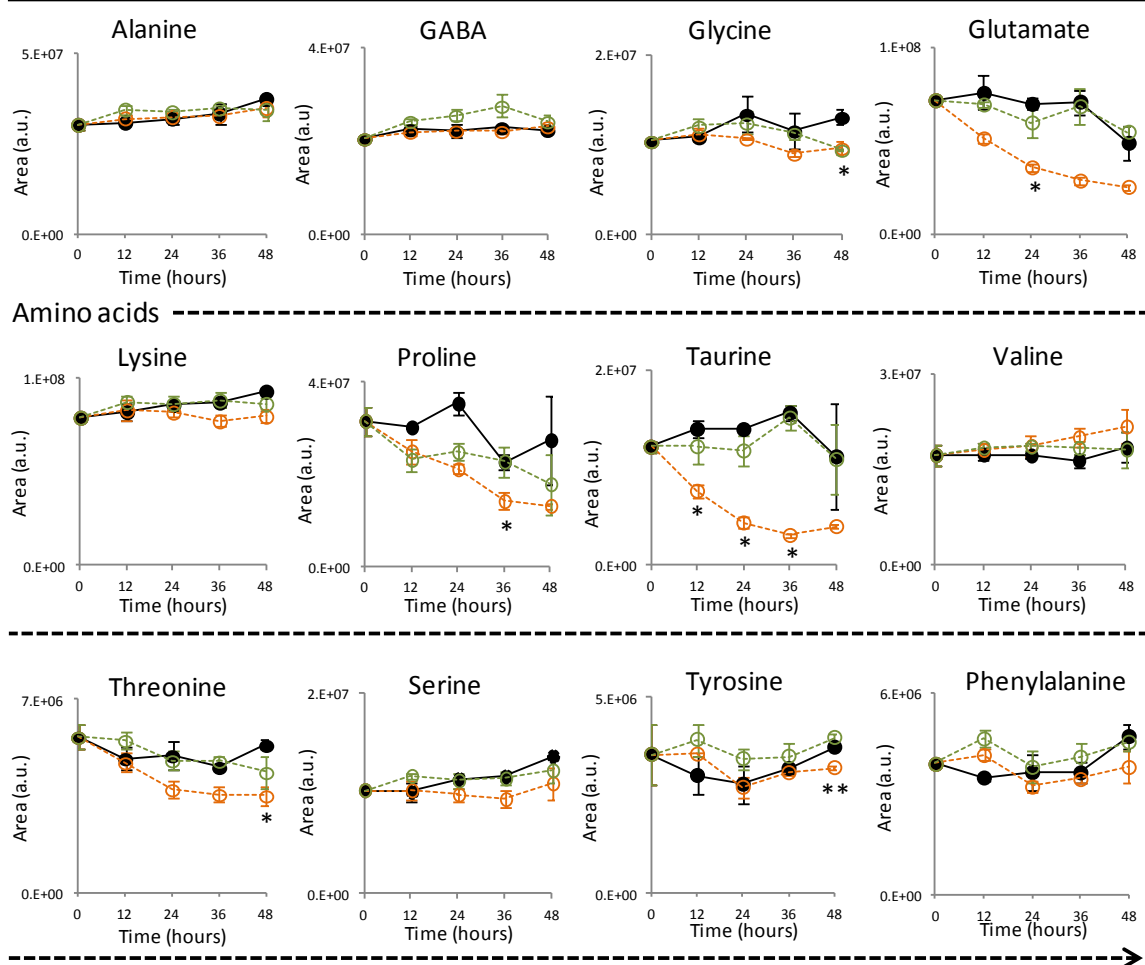 Alanine
5.E+07
Area (a.u.)
0.E+00
0 12 24 36 48
Time (hours)
GABA
4.E+07
Area (a.u)
0.E+00
0 12 24 36 48
Time (hours)
Glycine
2.E+07
Area (a.u.)
0.E+00
*
0 12 24 36 48
Time (hours)
Glutamate
1.E+08
Area (a.u.)
0.E+00
*
0 12 24 36 48
Time (hours)
Amino acids
Lysine
1.E+08
Area (a.u.)
0.E+00
0 12 24 36 48
Time (hours)
Proline
4.E+07
Area (a.u.)
0.E+00
*
0 12 24 36 48
Time (hours)
Taurine
2.E+07
Area (a.u.)
0.E+00
* * *
0 12 24 36 48
Time (hours)
Valine
3.E+07
Area (a.u.)
0.E+00
0 12 24 36 48
Time (hours)
Threonine
7.E+06
Area (a.u.)
0.E+00
*
0 12 24 36 48
Time (hours)
Serine
2.E+07
Area (a.u.)
0.E+00
0 12 24 36 48
Time (hours)
Tyrosine
5.E+06
Area (a.u.)
0.E+00
**
0 12 24 36 48
Time (hours)
Phenylalanine
6.E+06
Area (a.u.)
0.E+00
0 12 24 36 48
Time (hours)